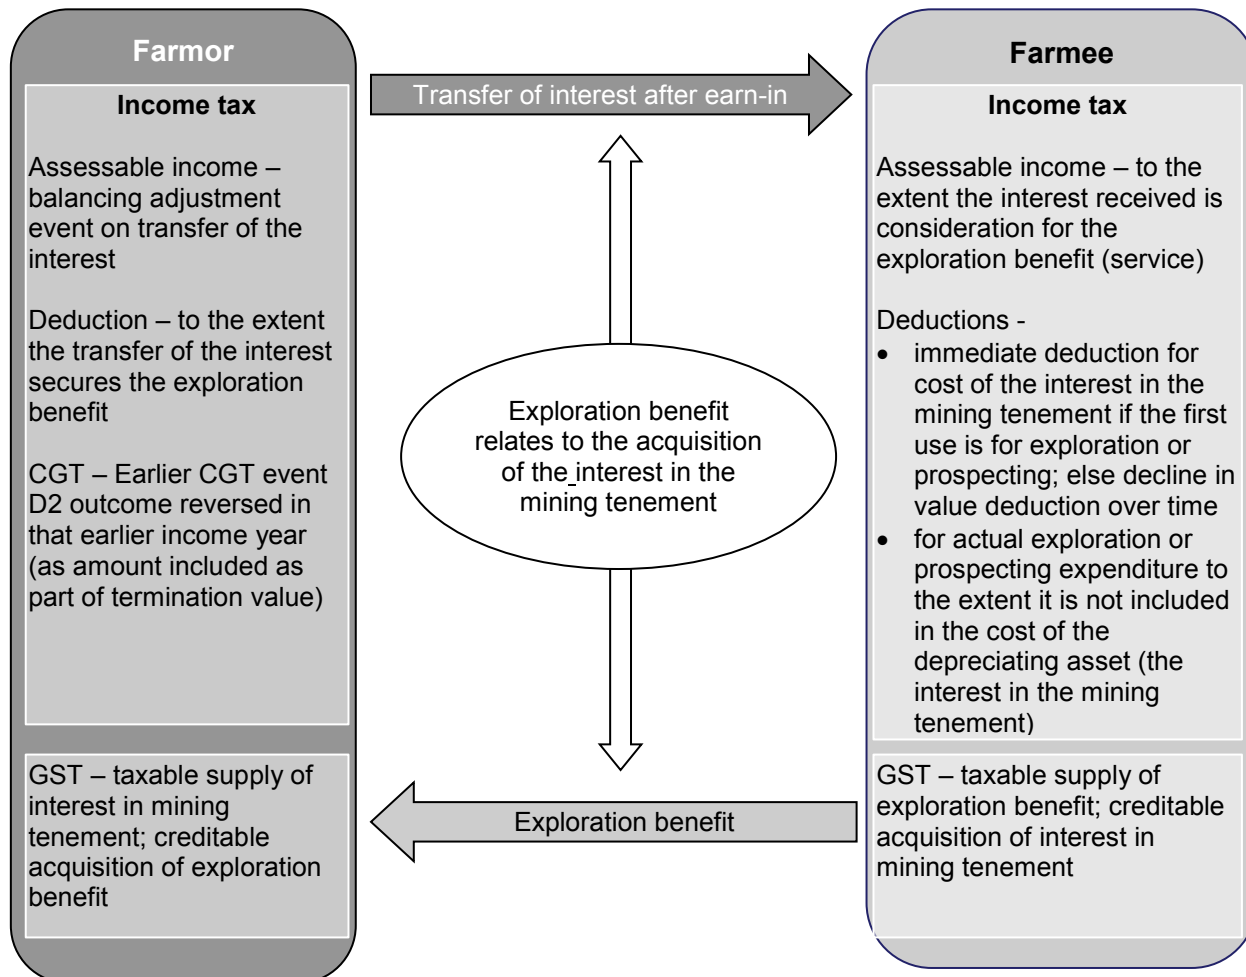 Farmor
Income tax
Assessable income –
balancing adjustment
event on transfer of the
interest
Deduction – to the extent
the transfer of the interest
secures the exploration
benefit
CGT – Earlier CGT event
D2 outcome reversed in
that earlier income year
(as amount included as
part of termination value)
GST – taxable supply of
interest in mining
tenement; creditable
acquisition of exploration
benefit
Transfer of interest after earn-in
Exploration benefit
relates to the acquisition
of the interest in the
mining tenement
Exploration benefit
Farmee
Income tax
Assessable income – to the
extent the interest received is
consideration for the
exploration benefit (service)
Deductions -
• immediate deduction for
cost of the interest in the
mining tenement if the first
use is for exploration or
prospecting; else decline in
value deduction over time
• for actual exploration or
prospecting expenditure to
the extent it is not included
in the cost of the
depreciating asset (the
interest in the mining
tenement)
GST – taxable supply of
exploration benefit; creditable
acquisition of interest in
mining tenement